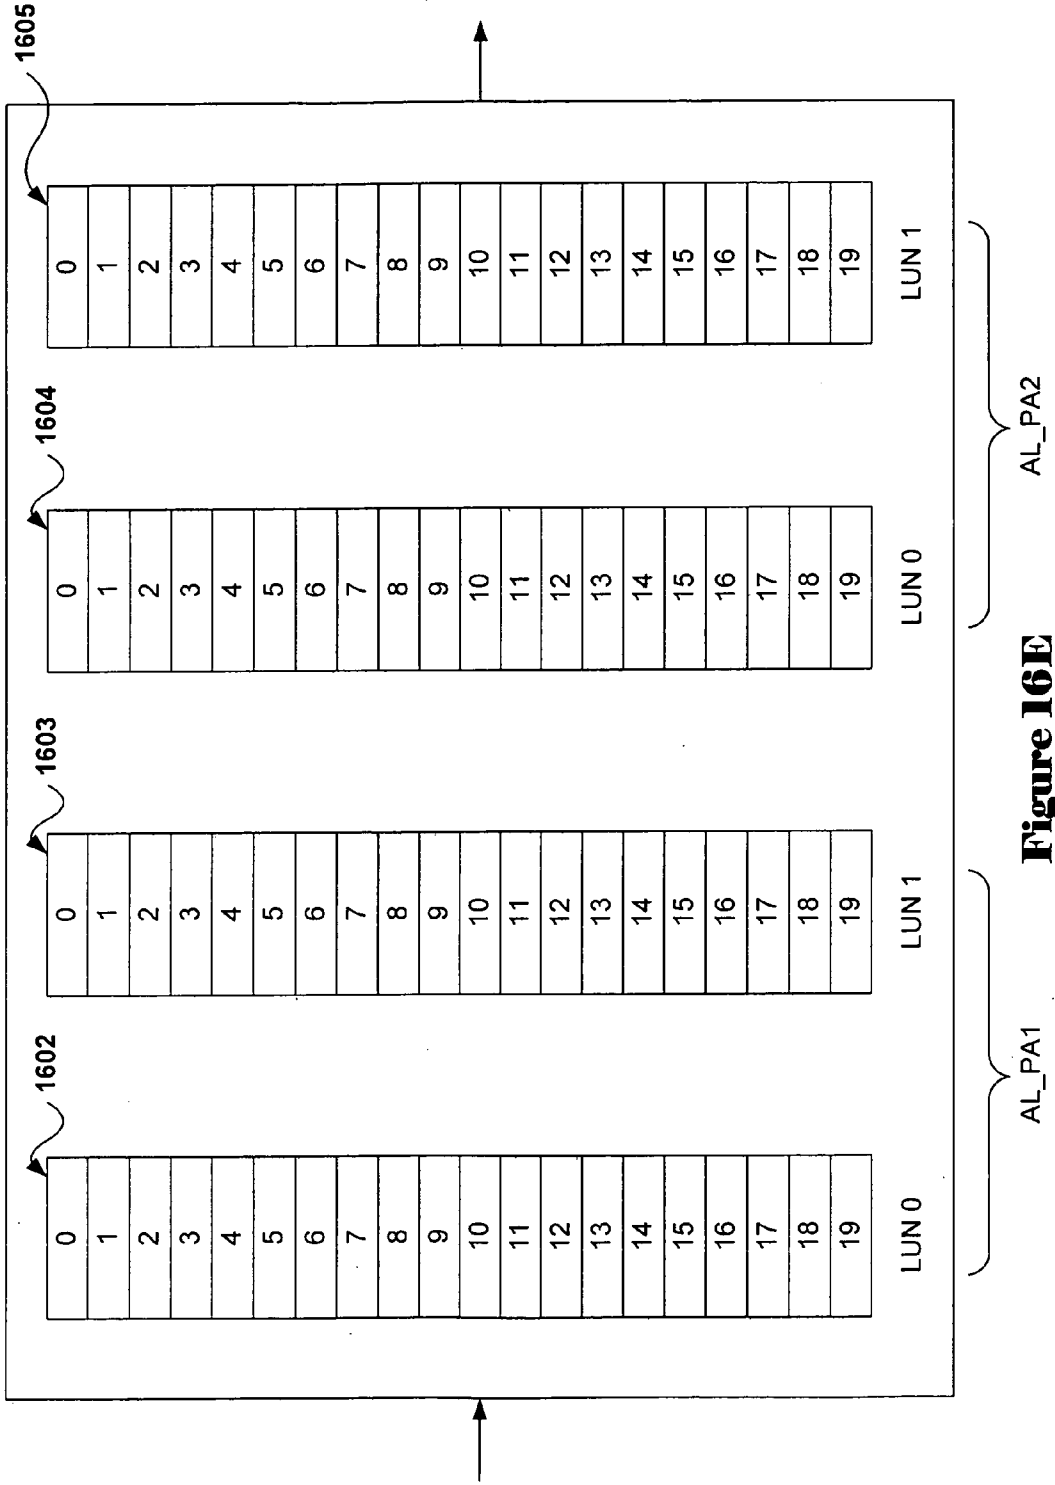 1602
1603
1604
1605
0 0 0 0
1 1 1 1
2 2 2 2
3 3 3 3
4 4 4 4
5 5 5 5
6 6 6 6
7 7 7 7
8 8 8 8
9 9 9 9
10 10 10 10
11 11 11 11
12 12 12 12
13 13 13 13
14 14 14 14
15 15 15 15
16 16 16 16
17 17 17 17
18 18 18 18
19 19 19 19
LUN 0 LUN 1 LUN 0 LUN 1
AL_PA1 AL_PA2
Figure 16E